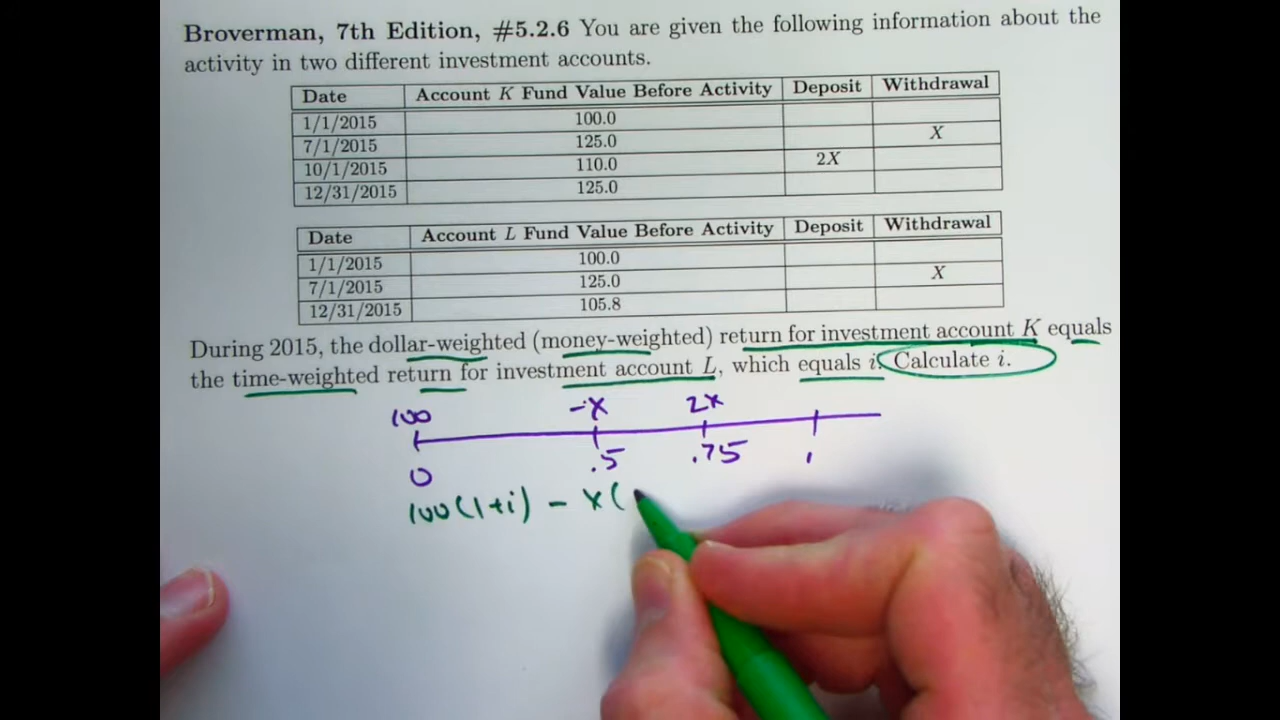 Broverman, 7th Edition, #5.2.6 You are given the following information about the
activity in two different investment accounts.
Date Account K Fund Value Before Activity Deposit Withdrawal
1/1/2015 100.0
7/1/2015 125.0 X
10/1/2015 110.0 2X
12/31/2015 125.0
Date Account L Fund Value Before Activity Deposit Withdrawal
1/1/2015 100.0
7/1/2015 125.0 X
12/31/2015 105.8
During 2015, the dollar-weighted (money-weighted) return for investment account K equals
the time-weighted return for investment account L, which equals i. Calculate i.
100 -X 2X
0 .5 .75 1
100(1+i) - X(